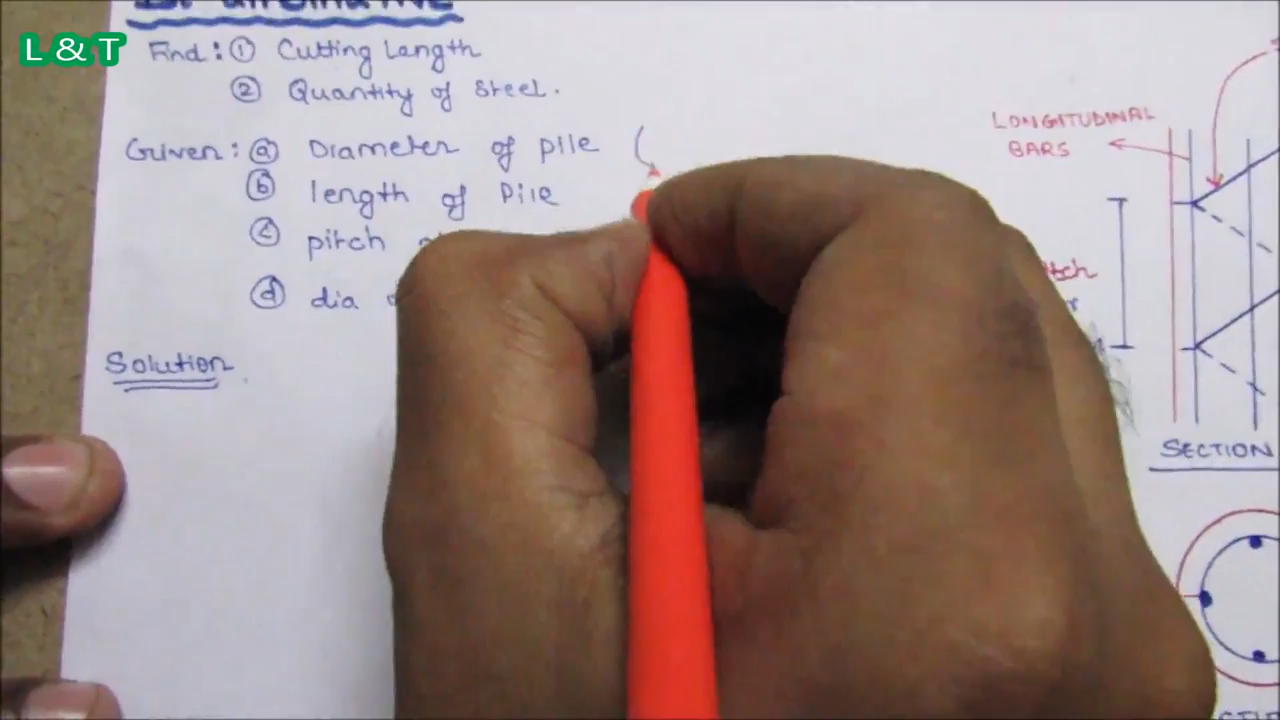 L & T
Find: ① Cutting Length
② Quantity of Steel.
Given: ⓐ Diameter of pile
ⓑ length of Pile
ⓒ pitch
ⓓ dia
Solution
LONGITUDINAL
BARS
SECTION